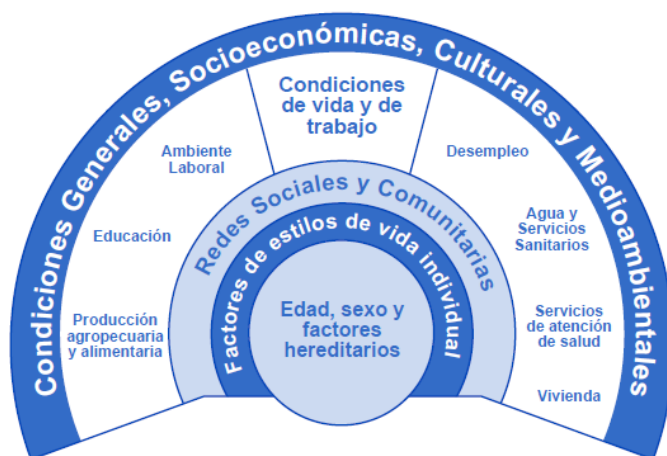 Condiciones Generales, Socioeconómicas, Culturales y Medioambientales
Condiciones
de vida y de
trabajo
Ambiente
Laboral
Desempleo
Educación
Agua y
Servicios
Sanitarios
Producción
agropecuaria
y alimentaria
Servicios
de atención
de salud
Vivienda
Redes Sociales y Comunitarias
Factores de estilos de vida individual
Edad, sexo y
factores
hereditarios